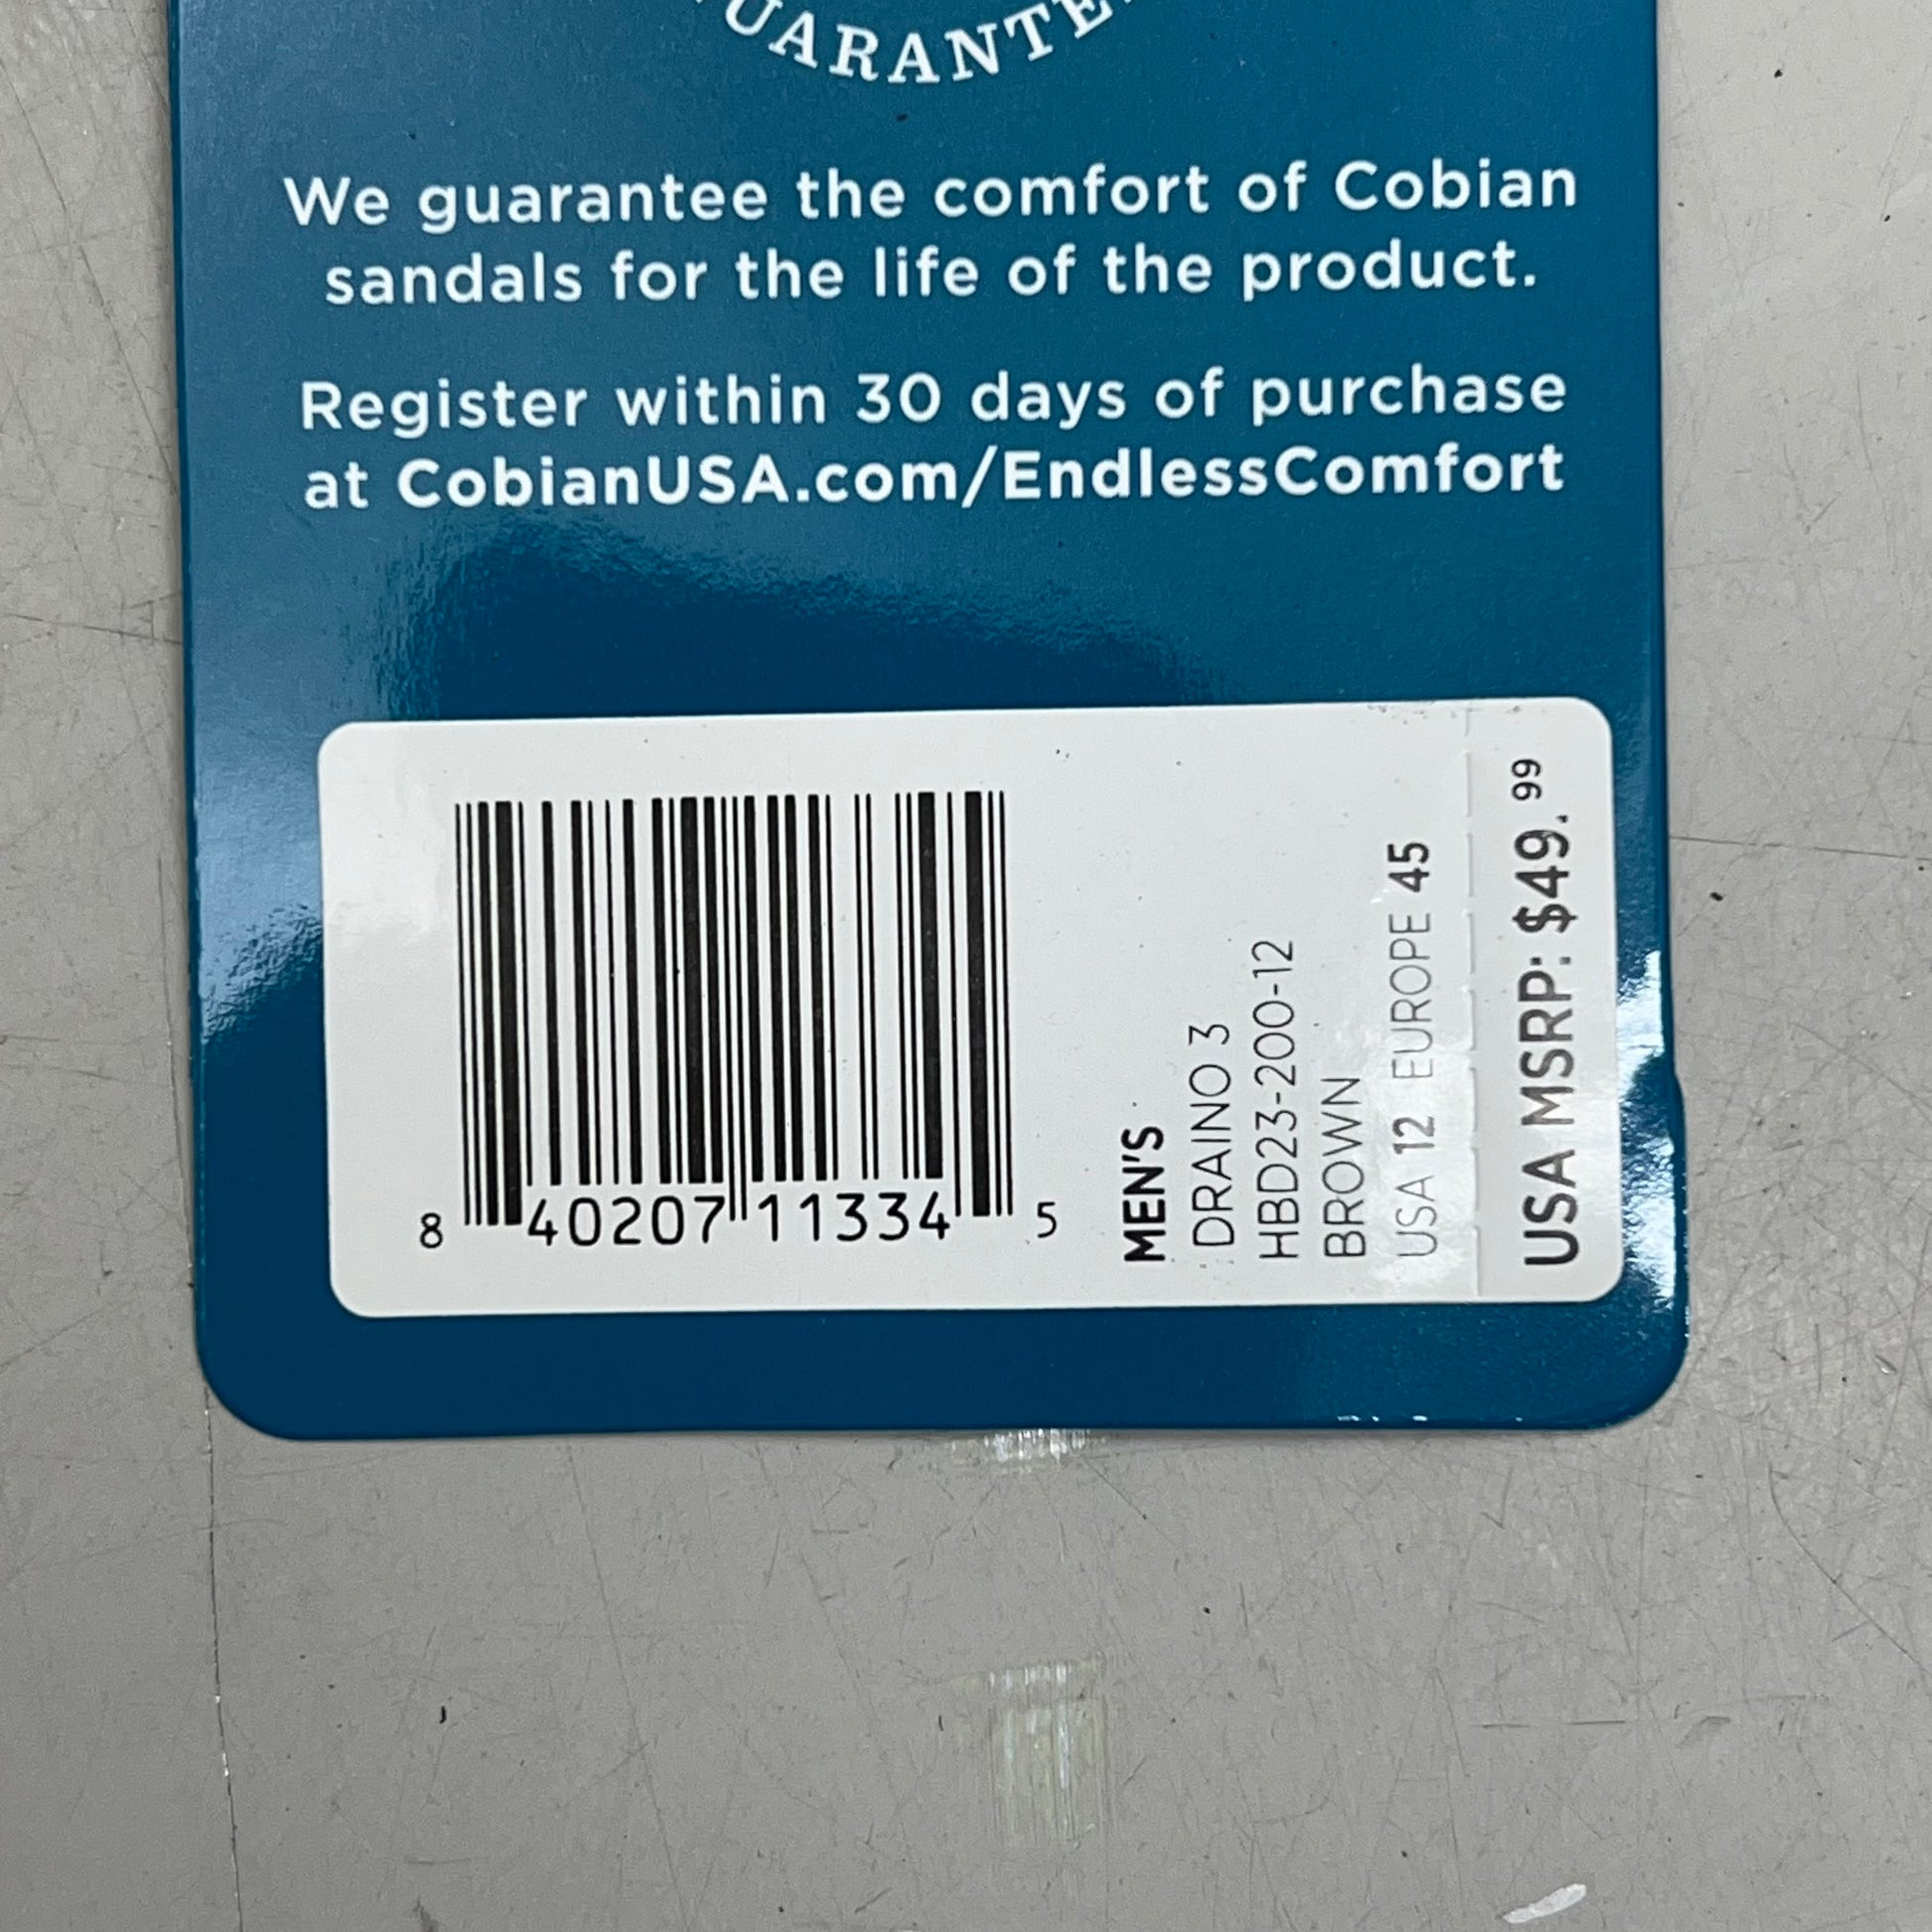 We guarantee the comfort of Cobian
sandals for the life of the product.
Register within 30 days of purchase
at CobianUSA.com/EndlessComfort
8 40207 11334 5
MEN'S
DRAINO 3
HBD23-200-12
BROWN
USA 12 EUROPE 45
USA MSRP: $49.99